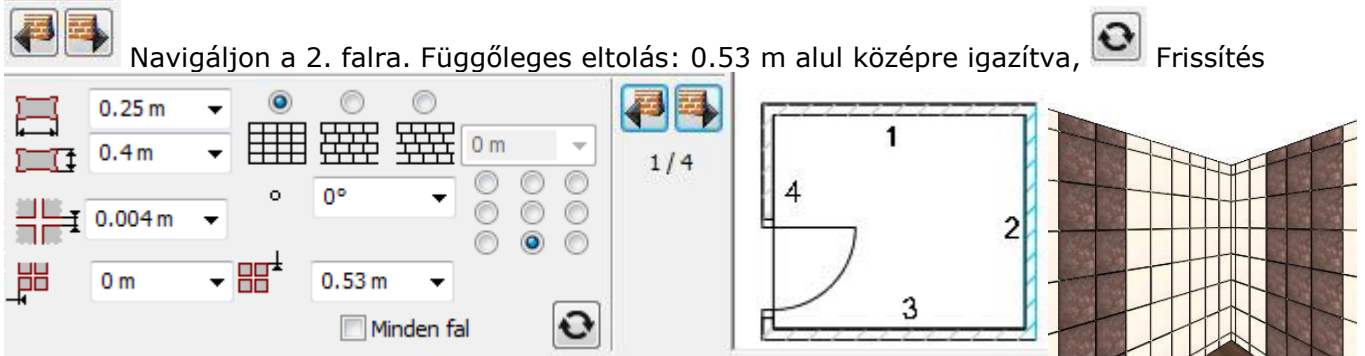 Navigáljon a 2. falra. Függőleges eltolás: 0.53 m alul középre igazítva, Frissítés
0.25 m
0.4 m
0 m
0°
0.004 m
0 m
0.53 m
Minden fal
1 / 4
1
4
2
3